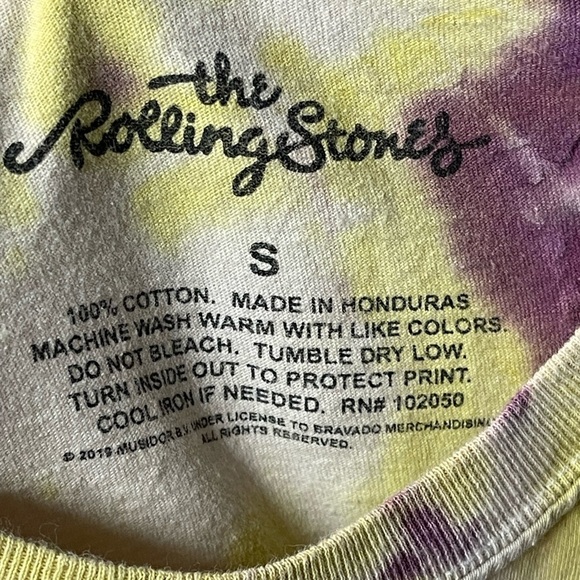 the
Rolling Stones
S
100% COTTON. MADE IN HONDURAS
MACHINE WASH WARM WITH LIKE COLORS.
DO NOT BLEACH. TUMBLE DRY LOW.
TURN INSIDE OUT TO PROTECT PRINT.
COOL IRON IF NEEDED. RN# 102050
© 2019 MUSIDOR B.V. UNDER LICENSE TO BRAVADO MERCHANDISING
ALL RIGHTS RESERVED.